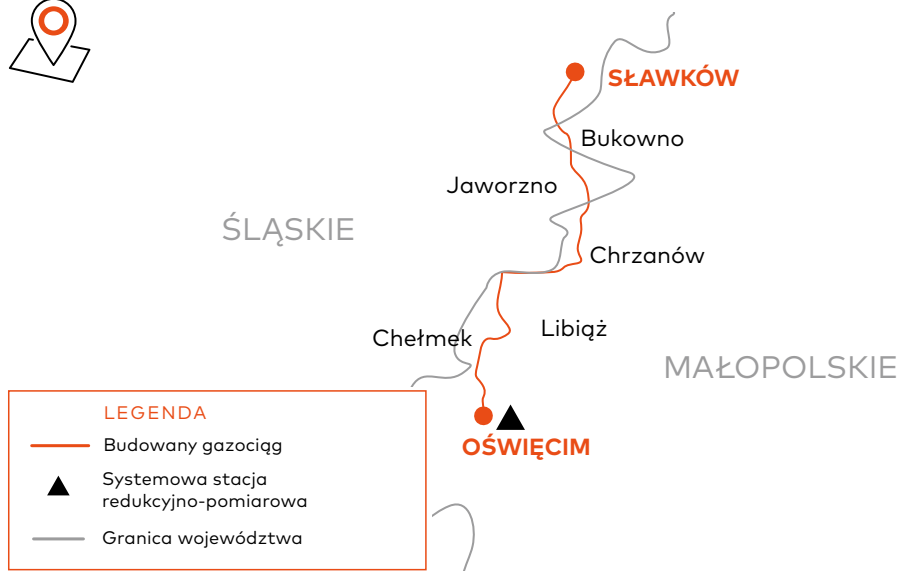 SŁAWKÓW
Bukowno
Jaworzno
ŚLĄSKIE
Chrzanów
Libiąż
Chełmek
MAŁOPOLSKIE
OŚWIĘCIM
LEGENDA
Budowany gazociąg
Systemowa stacja
redukcyjno-pomiarowa
Granica województwa